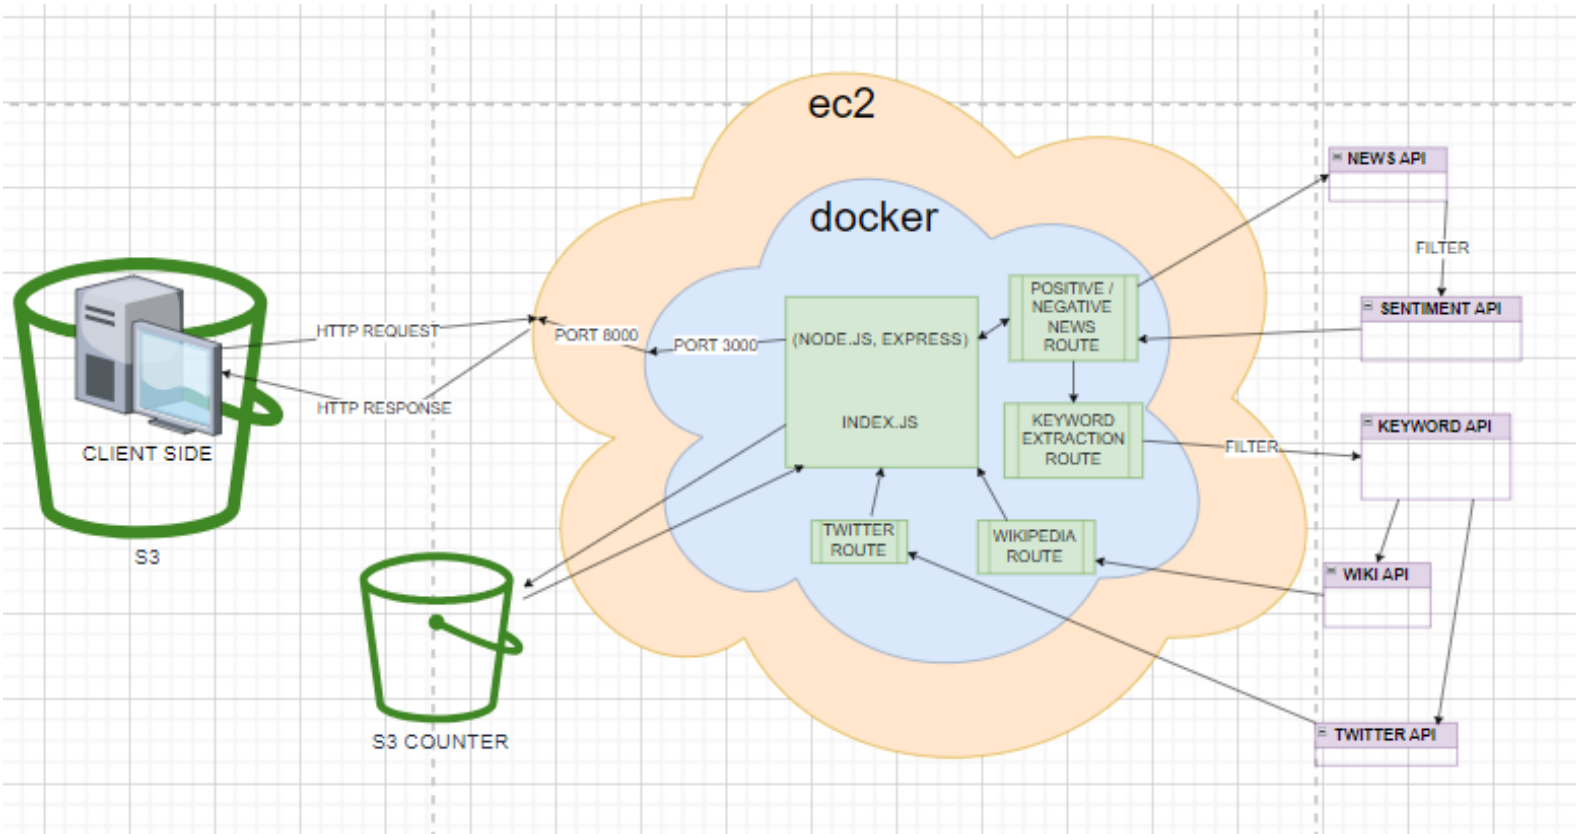 ec2
docker
NEWS API
FILTER
SENTIMENT API
POSITIVE /
NEGATIVE
NEWS
ROUTE
HTTP REQUEST
PORT 8000
PORT 3000
(NODE.JS, EXPRESS)
INDEX.JS
HTTP RESPONSE
CLIENT SIDE
S3
KEYWORD
EXTRACTION
ROUTE
FILTER
KEYWORD API
TWITTER
ROUTE
WIKIPEDIA
ROUTE
WIKI API
S3 COUNTER
TWITTER API